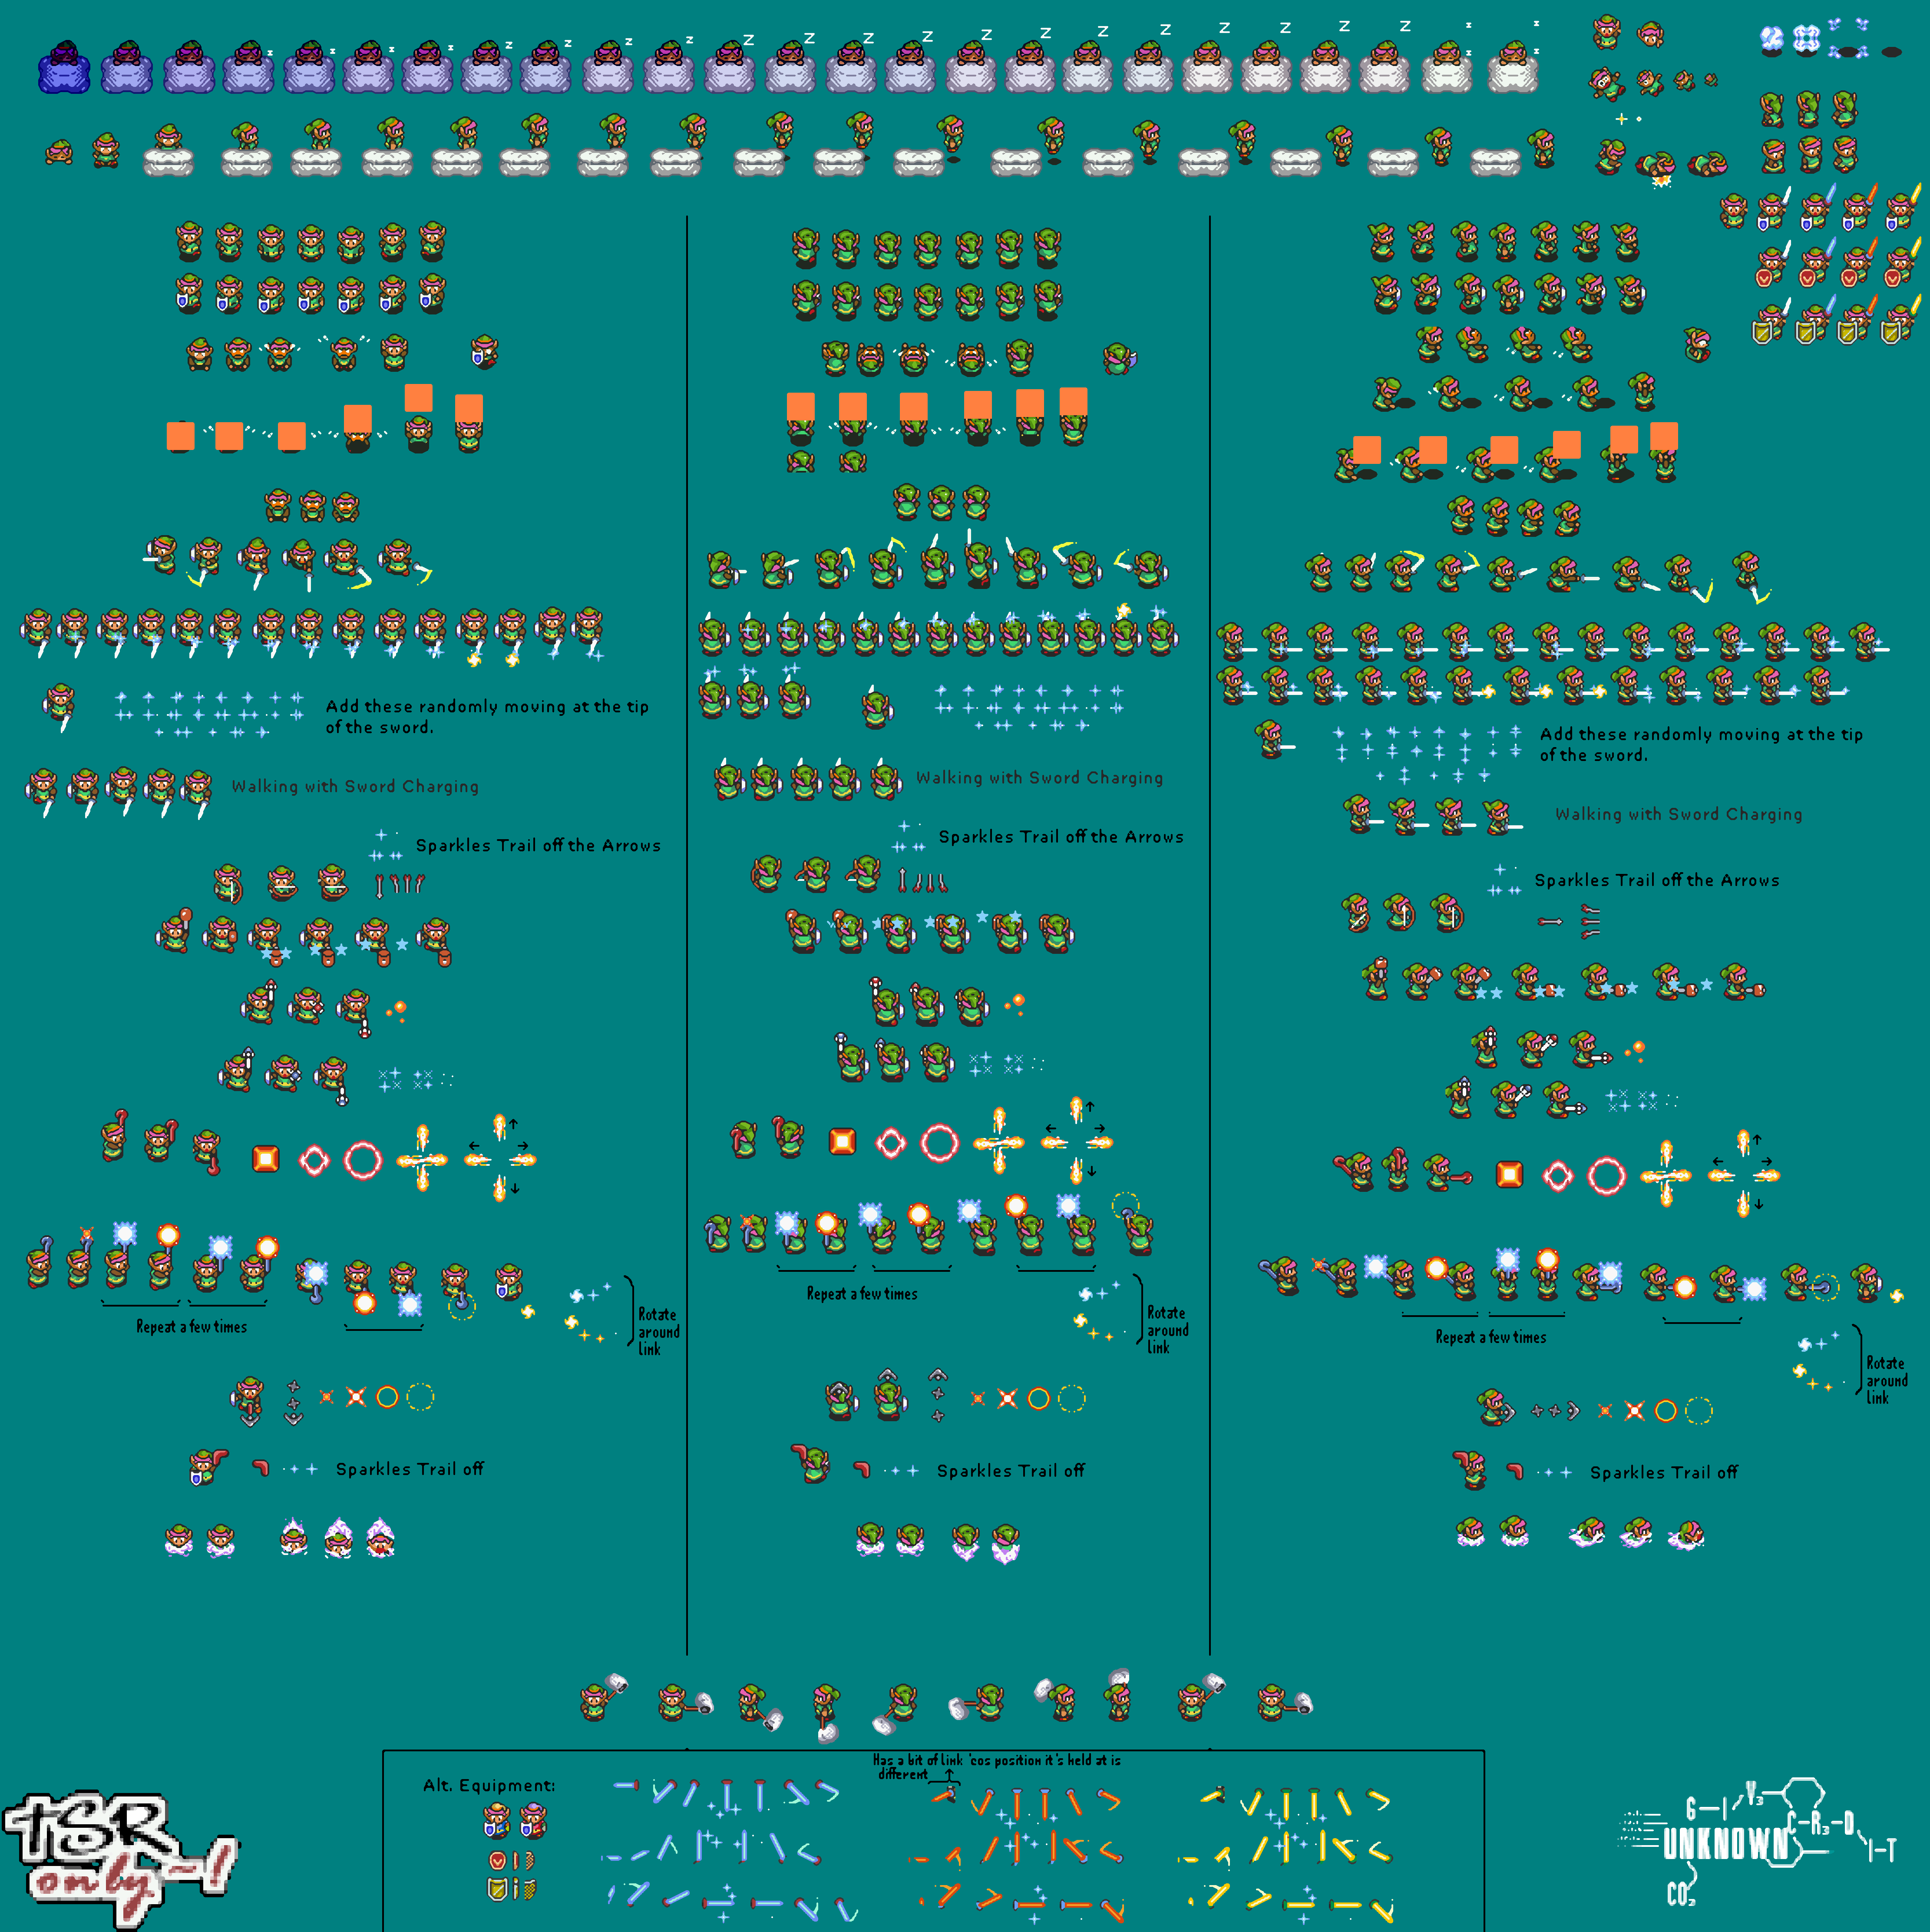 z z z z z z z z z z z z z z z z z z z z z z
Add these randomly moving at the tip
of the sword.
Add these randomly moving at the tip
of the sword.
Walking with Sword Charging
Walking with Sword Charging
Walking with Sword Charging
Sparkles Trail off the Arrows
Sparkles Trail off the Arrows
Sparkles Trail off the Arrows
Repeat a few times
Rotate
around
link
Repeat a few times
Rotate
around
link
Repeat a few times
Rotate
around
link
Sparkles Trail off
Sparkles Trail off
Sparkles Trail off
Has a bit of link 'cos position it's held at is
different
Alt. Equipment:
tSR
only-!
G-I V3
UNKNOWN C-R3-D
I-T
CO2